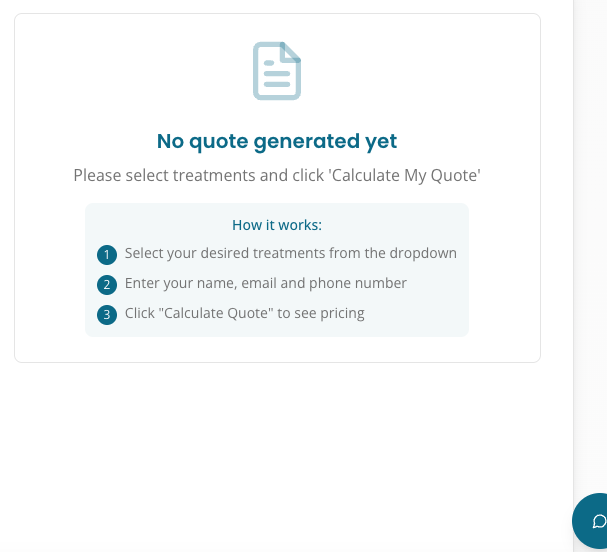 No quote generated yet
Please select treatments and click 'Calculate My Quote'
How it works:
1 Select your desired treatments from the dropdown
2 Enter your name, email and phone number
3 Click "Calculate Quote" to see pricing